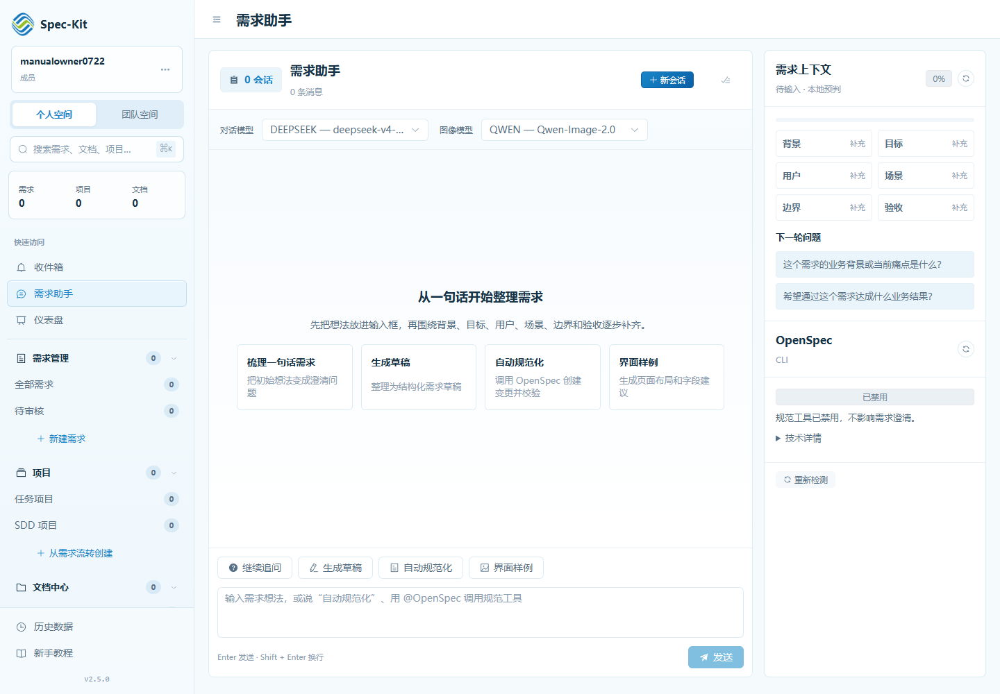 Spec-Kit
manualowner0722
成员
个人空间
团队空间
搜索需求、文档、项目...
⌘K
需求
项目
文档
0
0
0
快速访问
收件箱
需求助手
仪表盘
需求管理
0
全部需求
0
待审核
0
+ 新建需求
项目
0
任务项目
0
SDD 项目
0
+ 从需求流转创建
文档中心
0
历史数据
新手教程
v2.5.0
需求助手
0 会话
需求助手
0 条消息
+ 新会话
对话模型
DEEPSEEK — deepseek-v4-...
图像模型
QWEN — Qwen-Image-2.0
从一句话开始整理需求
先把想法放进输入框，再围绕背景、目标、用户、场景、边界和验收逐步补齐。
梳理一句话需求
把初始想法变成澄清问
题
生成草稿
整理为结构化需求草稿
自动规范化
调用 OpenSpec 创建
变更并校验
界面样例
生成页面布局和字段建
议
继续追问
生成草稿
自动规范化
界面样例
输入需求想法，或说“自动规范化”、用 @OpenSpec 调用规范工具
Enter 发送 · Shift + Enter 换行
发送
需求上下文
待输入 · 本地预判
0%
背景
补充
目标
补充
用户
补充
场景
补充
边界
补充
验收
补充
下一轮问题
这个需求的业务背景或当前痛点是什么？
希望通过这个需求达成什么业务结果？
OpenSpec
CLI
已禁用
规范工具已禁用，不影响需求澄清。
技术详情
重新检测